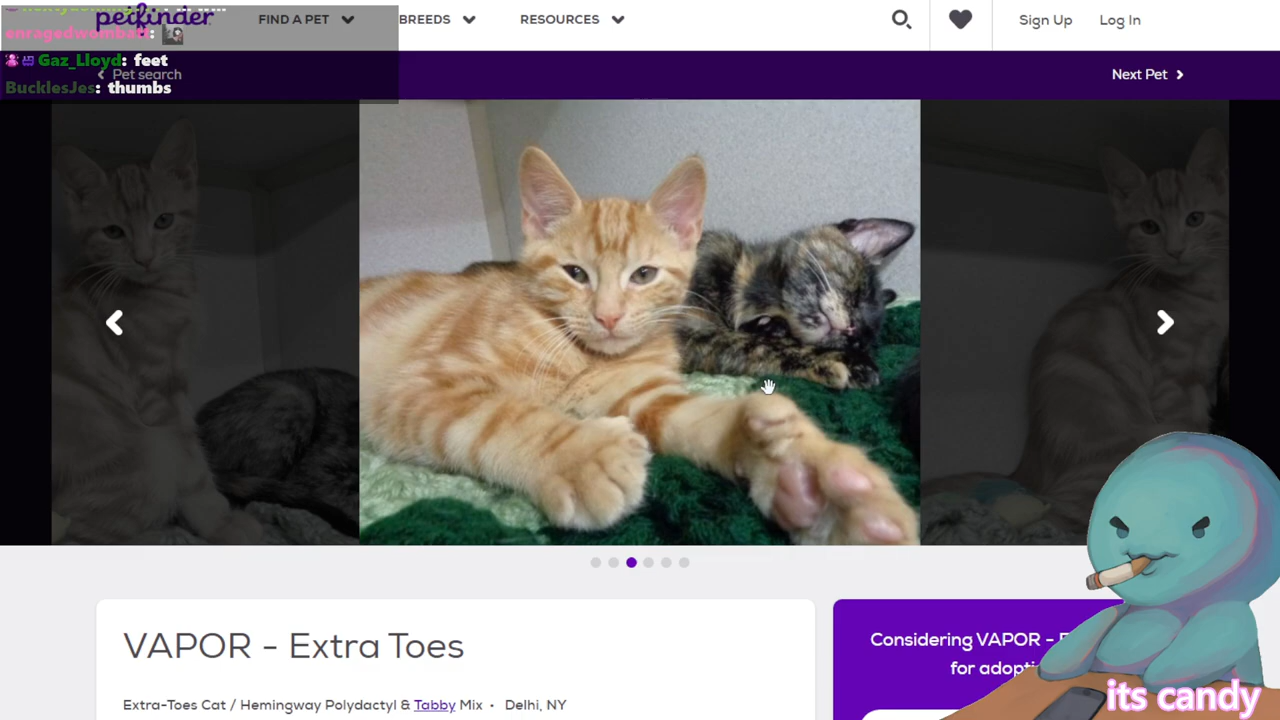 petfinder
FIND A PET
BREEDS
RESOURCES
Sign Up
Log In
Gaz_Lloyd: feet
Pet search
BucklesJes: thumbs
Next Pet
VAPOR - Extra Toes
Extra-Toes Cat / Hemingway Polydactyl & Tabby Mix • Delhi, NY
Considering VAPOR -
for
its candy